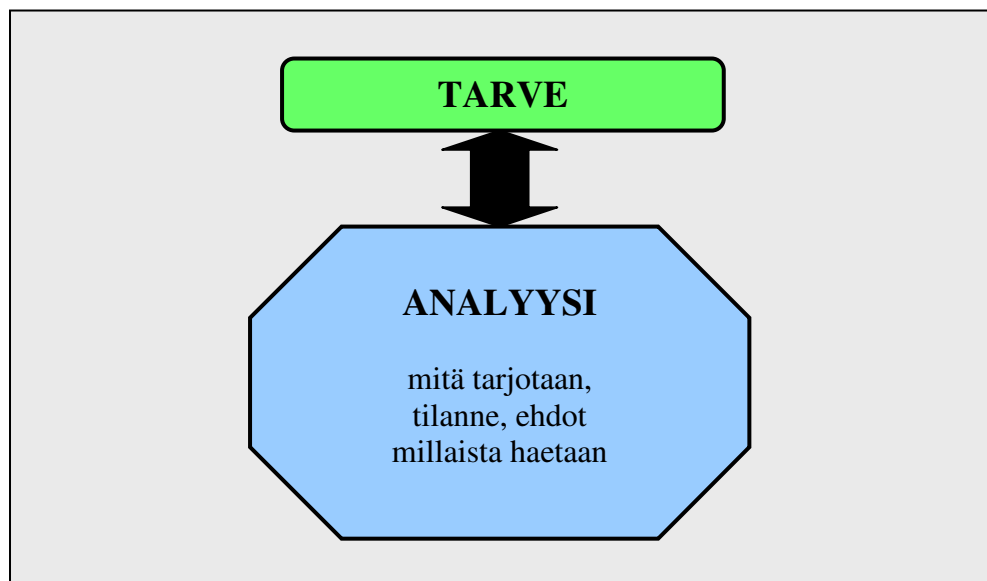 TARVE
ANALYYSI
mitä tarjotaan,
tilanne, ehdot
millaista haetaan